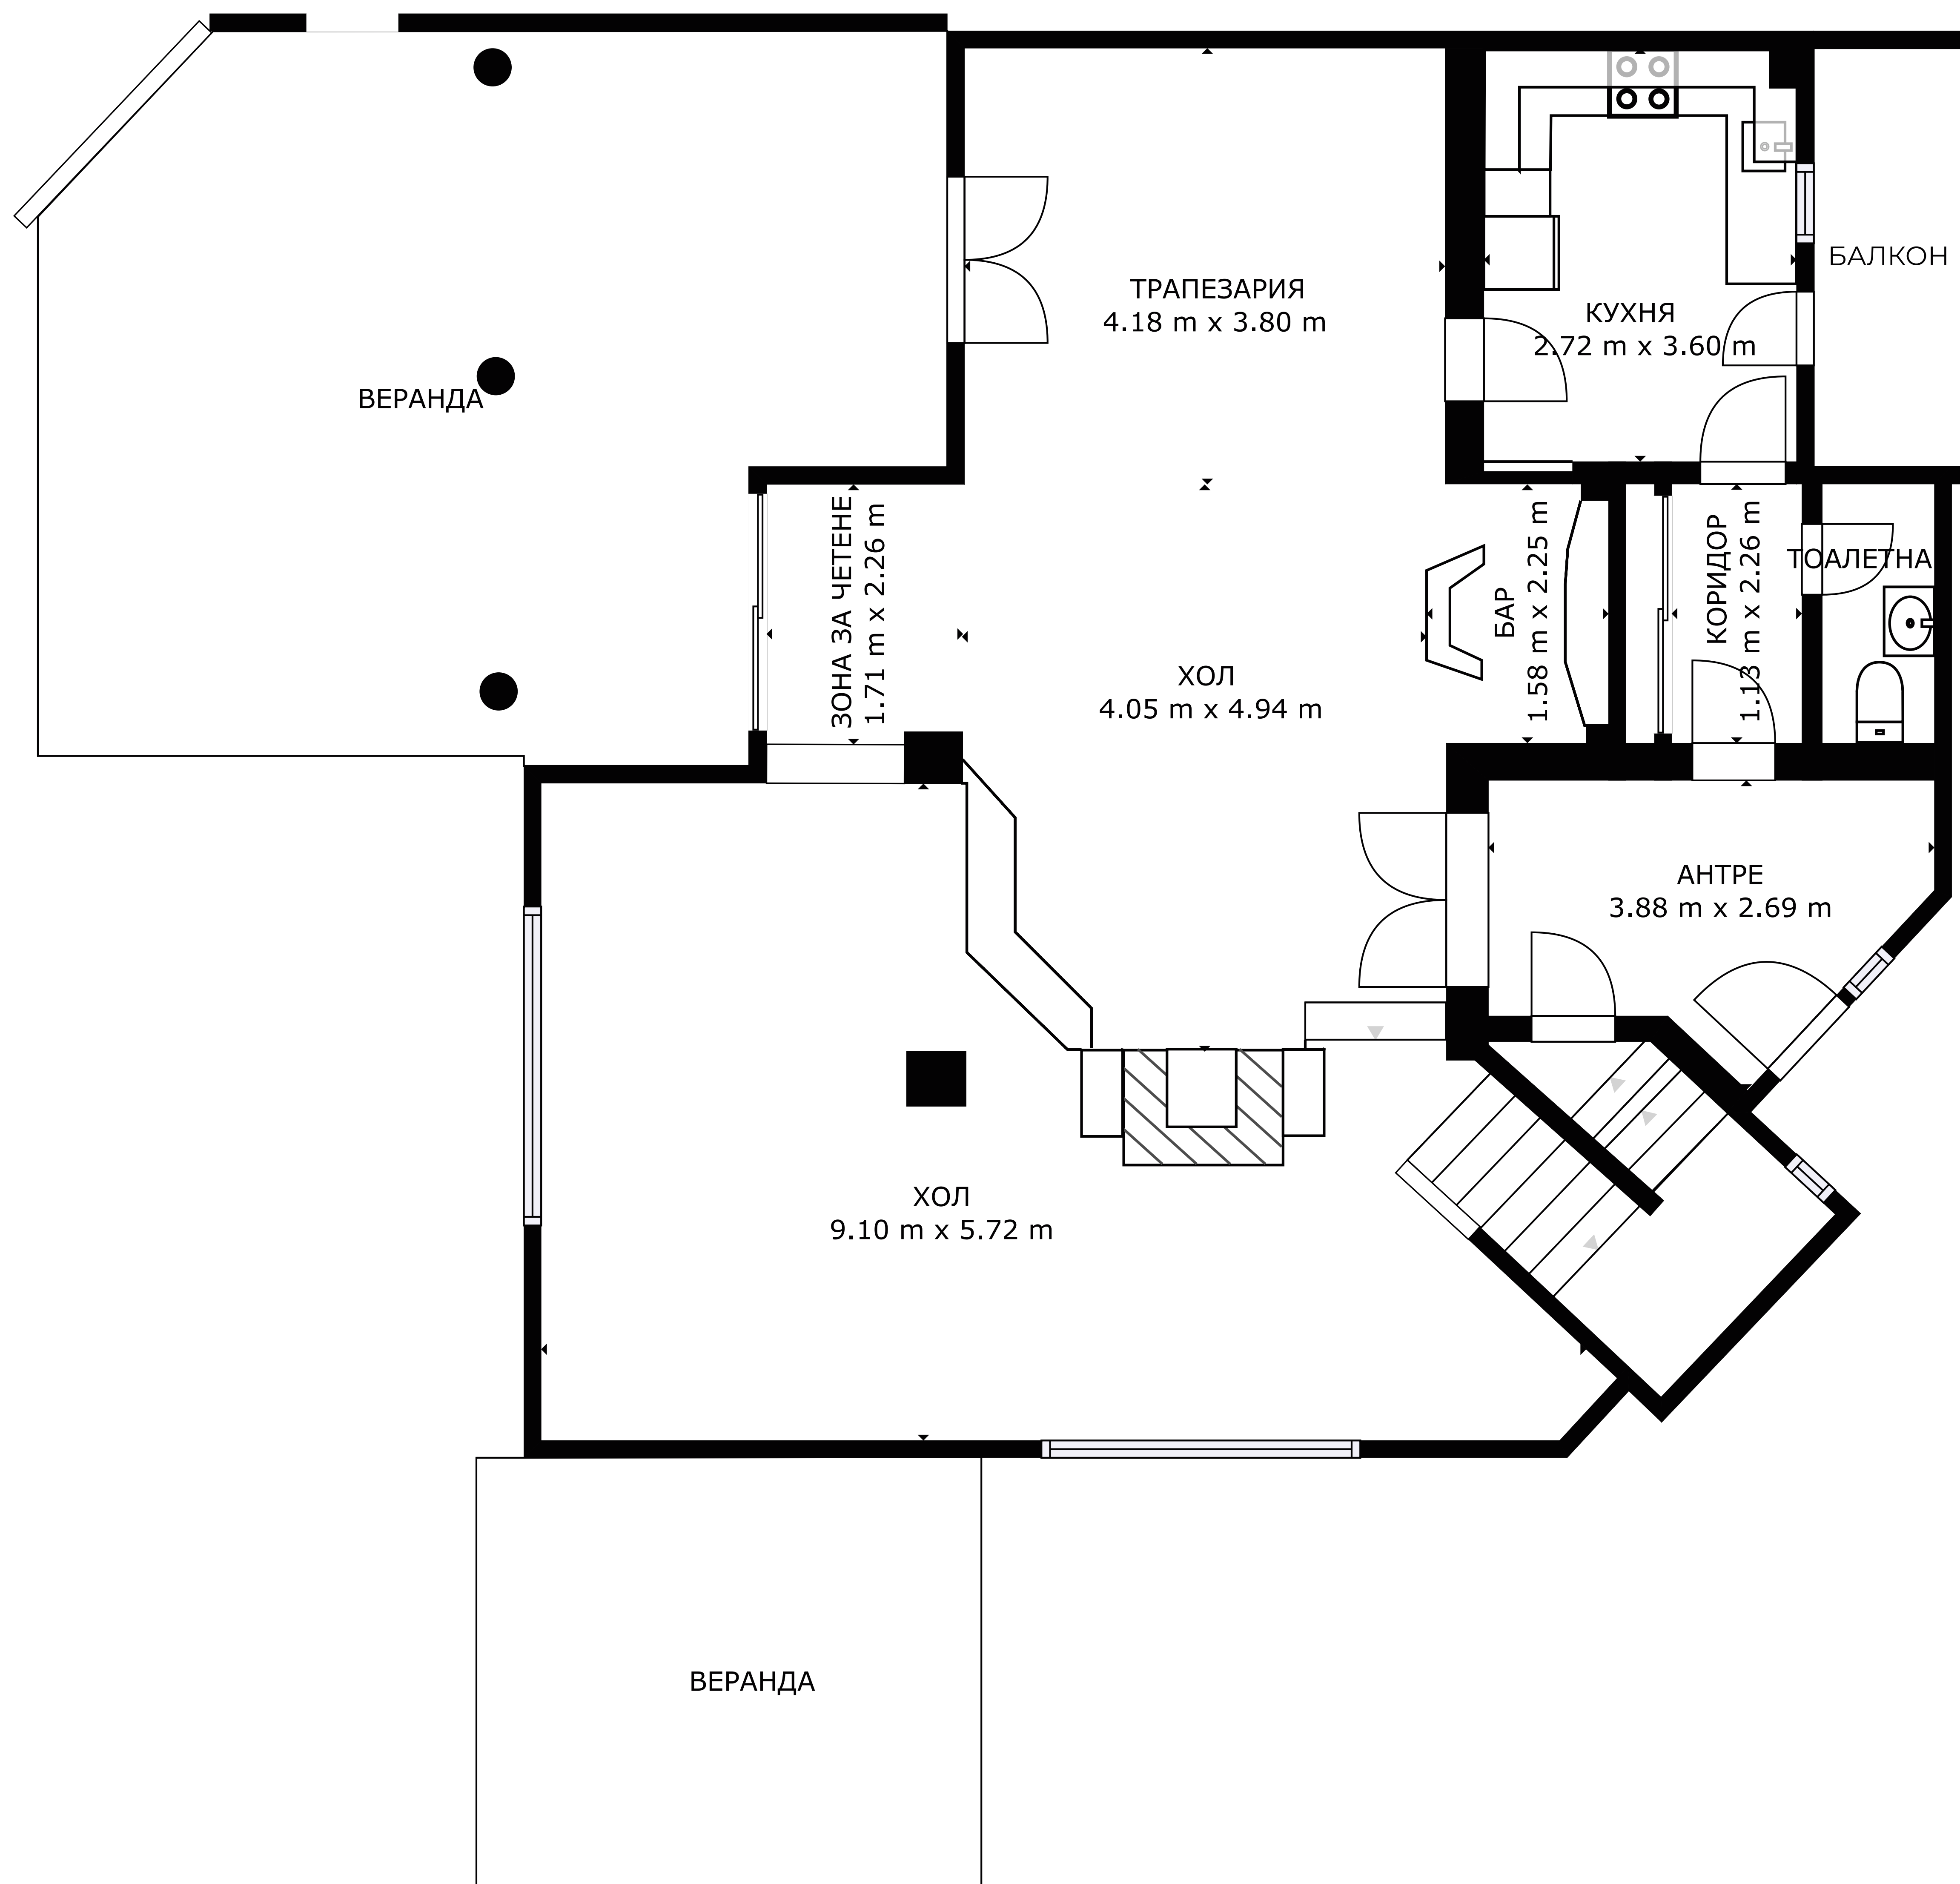 БАЛКОН
ТРАПЕЗАРИЯ
4.18 m x 3.80 m
КУХНЯ
2.72 m x 3.60 m
ВЕРАНДА
ЗОНА ЗА ЧЕТЕНЕ
1.71 m x 2.26 m
БАР
1.58 m x 2.25 m
КОРИДОР
1.13 m x 2.26 m
ТОАЛЕТНА
ХОЛ
4.05 m x 4.94 m
АНТРЕ
3.88 m x 2.69 m
ХОЛ
9.10 m x 5.72 m
ВЕРАНДА